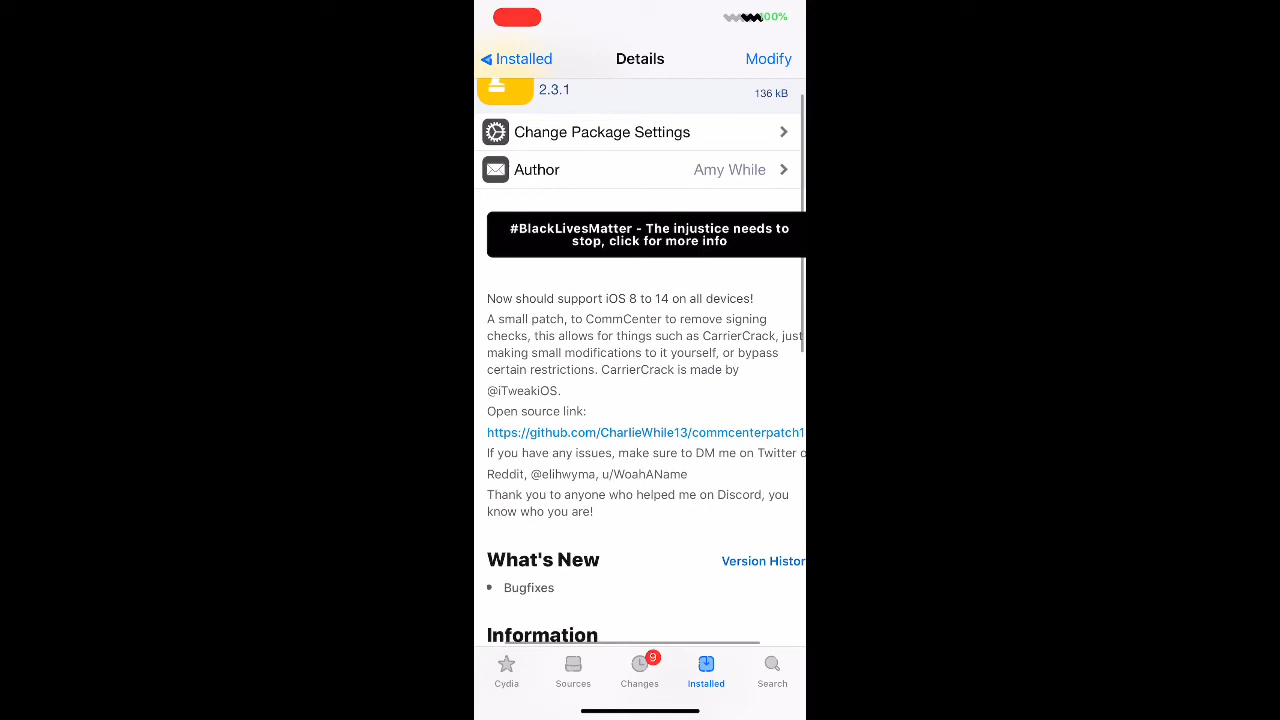 100%
Installed
Details
Modify
2.3.1
136 kB
Change Package Settings
Author
Amy While
#BlackLivesMatter - The injustice needs to
stop, click for more info
Now should support iOS 8 to 14 on all devices!
A small patch, to CommCenter to remove signing
checks, this allows for things such as CarrierCrack, just
making small modifications to it yourself, or bypass
certain restrictions. CarrierCrack is made by
@iTweakiOS.
Open source link:
https://github.com/CharlieWhile13/commcenterpatch1
If you have any issues, make sure to DM me on Twitter o
Reddit, @elihwyma, u/WoahAName
Thank you to anyone who helped me on Discord, you
know who you are!
What's New
Version Histor
Bugfixes
Information
9
Cydia
Sources
Changes
Installed
Search